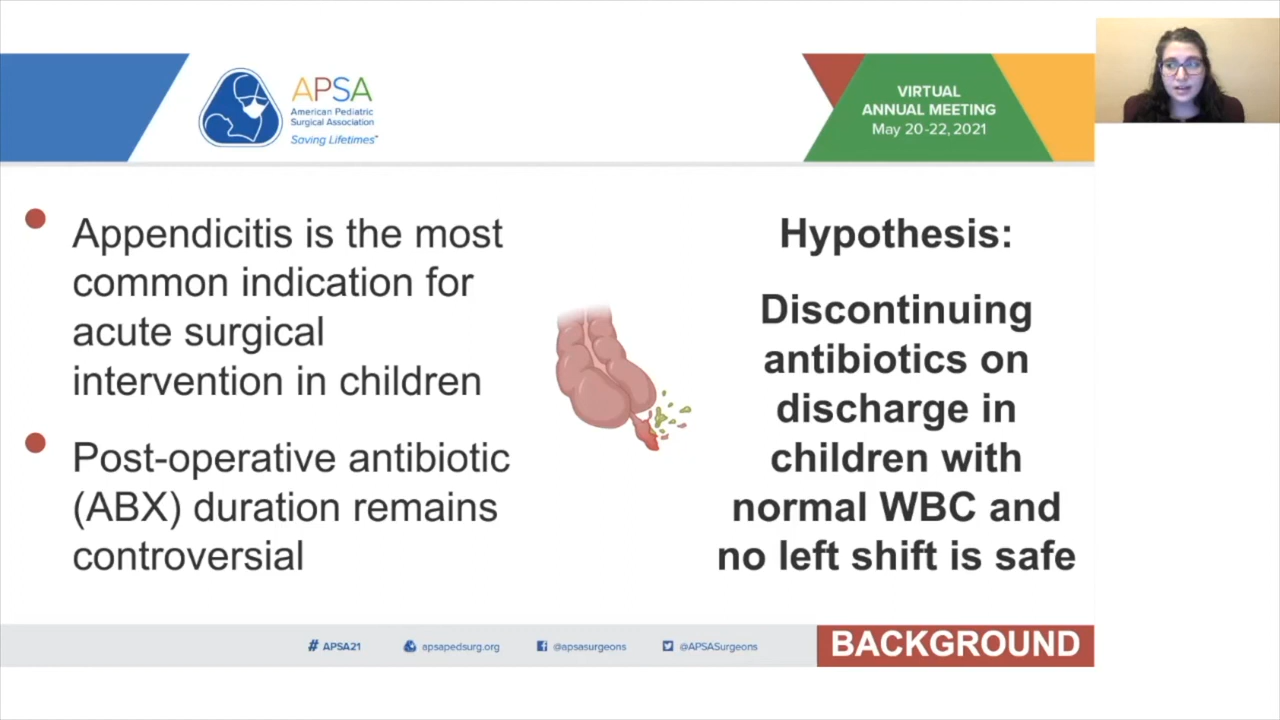 APSA
American Pediatric
Surgical Association
Saving Lifetimes™
VIRTUAL
ANNUAL MEETING
May 20-22, 2021
Appendicitis is the most
common indication for
acute surgical
intervention in children
Post-operative antibiotic
(ABX) duration remains
controversial
Hypothesis:
Discontinuing
antibiotics on
discharge in
children with
normal WBC and
no left shift is safe
# APSA21
apsapedsurg.org
@apsasurgeons
@APSASurgeons
BACKGROUND